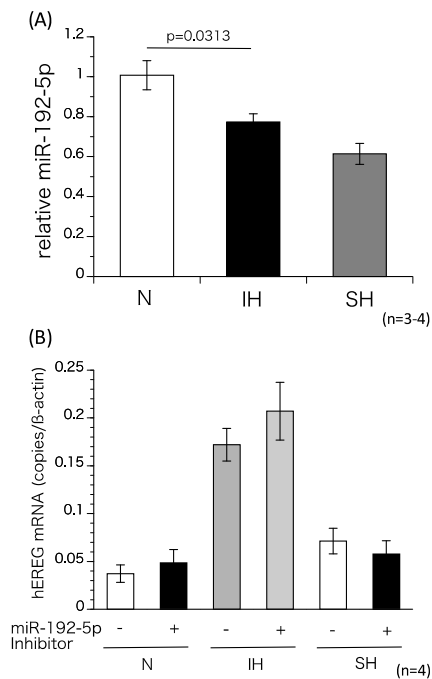 (A)
p=0.0313
relative miR-192-5p
1.2
1
0.8
0.6
0.4
0.2
0
N IH SH
(n=3-4)
(B)
hEREG mRNA (copies/ß-actin)
0.25
0.2
0.15
0.1
0.05
0
miR-192-5p - + - + - +
Inhibitor
N IH SH
(n=4)